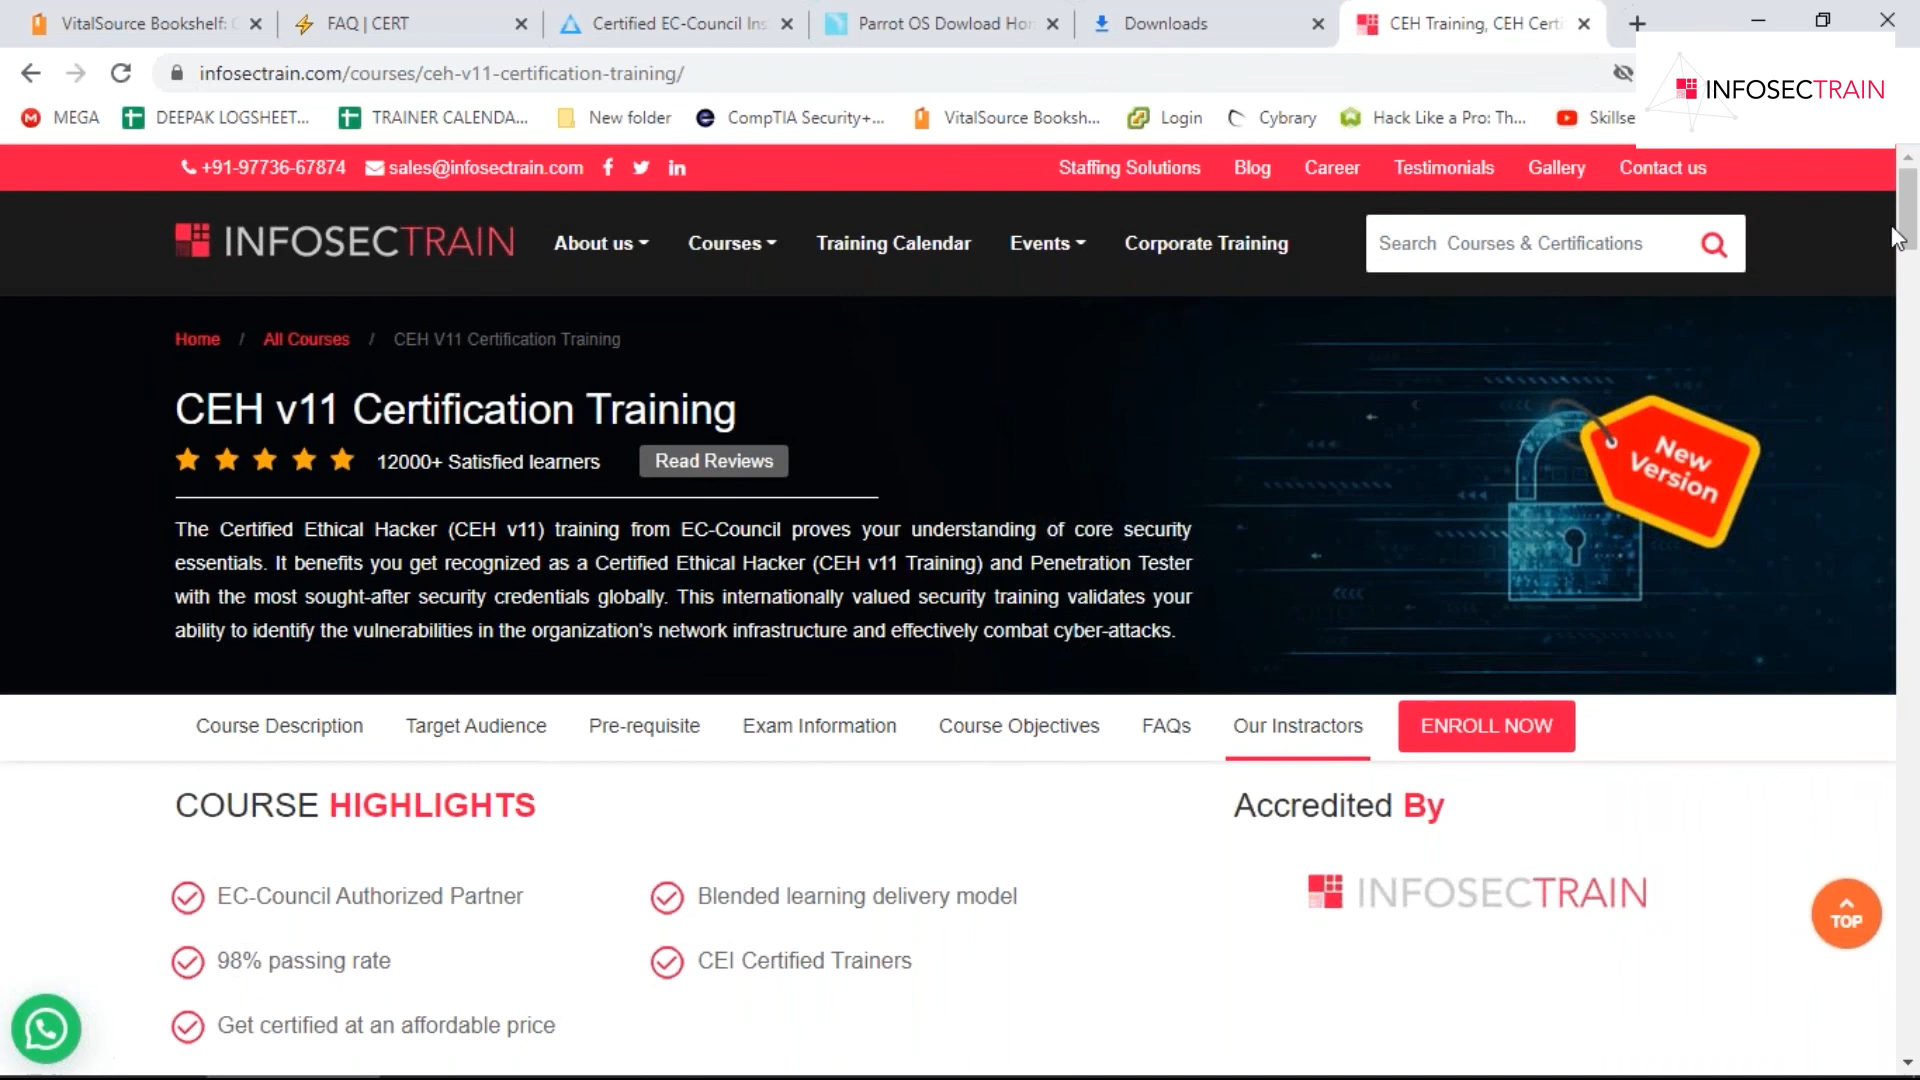 VitalSource Bookshelf:
FAQ | CERT
Certified EC-Council Ins
Parrot OS Dowload Ho
Downloads
CEH Training, CEH Certi
infosectrain.com/courses/ceh-v11-certification-training/
INFOSECTRAIN
MEGA
DEEPAK LOGSHEET...
TRAINER CALENDA...
New folder
CompTIA Security+...
VitalSource Booksh...
Login
Cybrary
Hack Like a Pro: Th...
Skillse
+91-97736-67874
sales@infosectrain.com
Staffing Solutions
Blog
Career
Testimonials
Gallery
Contact us
INFOSECTRAIN
About us
Courses
Training Calendar
Events
Corporate Training
Search Courses & Certifications
Home / All Courses / CEH V11 Certification Training
CEH v11 Certification Training
12000+ Satisfied learners
Read Reviews
New
Version
The Certified Ethical Hacker (CEH v11) training from EC-Council proves your understanding of core security
essentials. It benefits you get recognized as a Certified Ethical Hacker (CEH v11 Training) and Penetration Tester
with the most sought-after security credentials globally. This internationally valued security training validates your
ability to identify the vulnerabilities in the organization's network infrastructure and effectively combat cyber-attacks.
Course Description
Target Audience
Pre-requisite
Exam Information
Course Objectives
FAQs
Our Instractors
ENROLL NOW
COURSE HIGHLIGHTS
Accredited By
EC-Council Authorized Partner
Blended learning delivery model
INFOSECTRAIN
TOP
98% passing rate
CEI Certified Trainers
Get certified at an affordable price